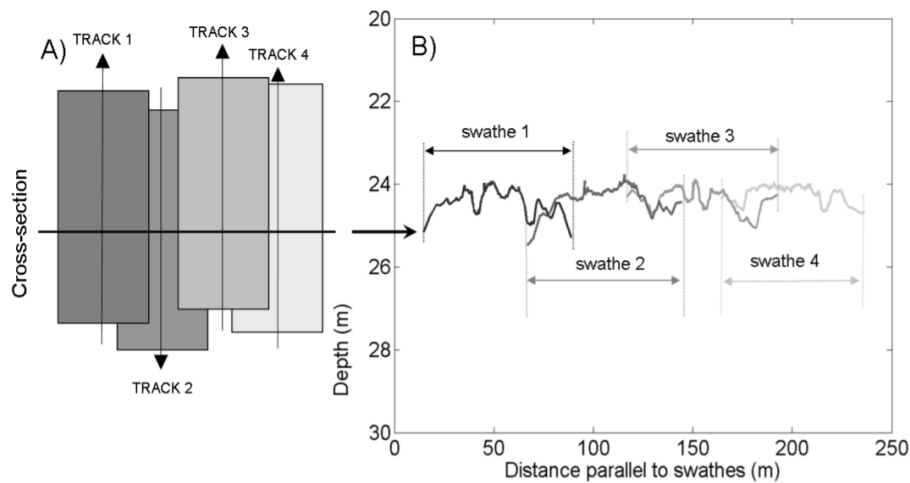 A)
TRACK 1
TRACK 3
TRACK 4
TRACK 2
Cross-section
B)
20
22
24
26
28
30
Depth (m)
swathe 1
swathe 3
swathe 2
swathe 4
0
50
100
150
200
250
Distance parallel to swathes (m)